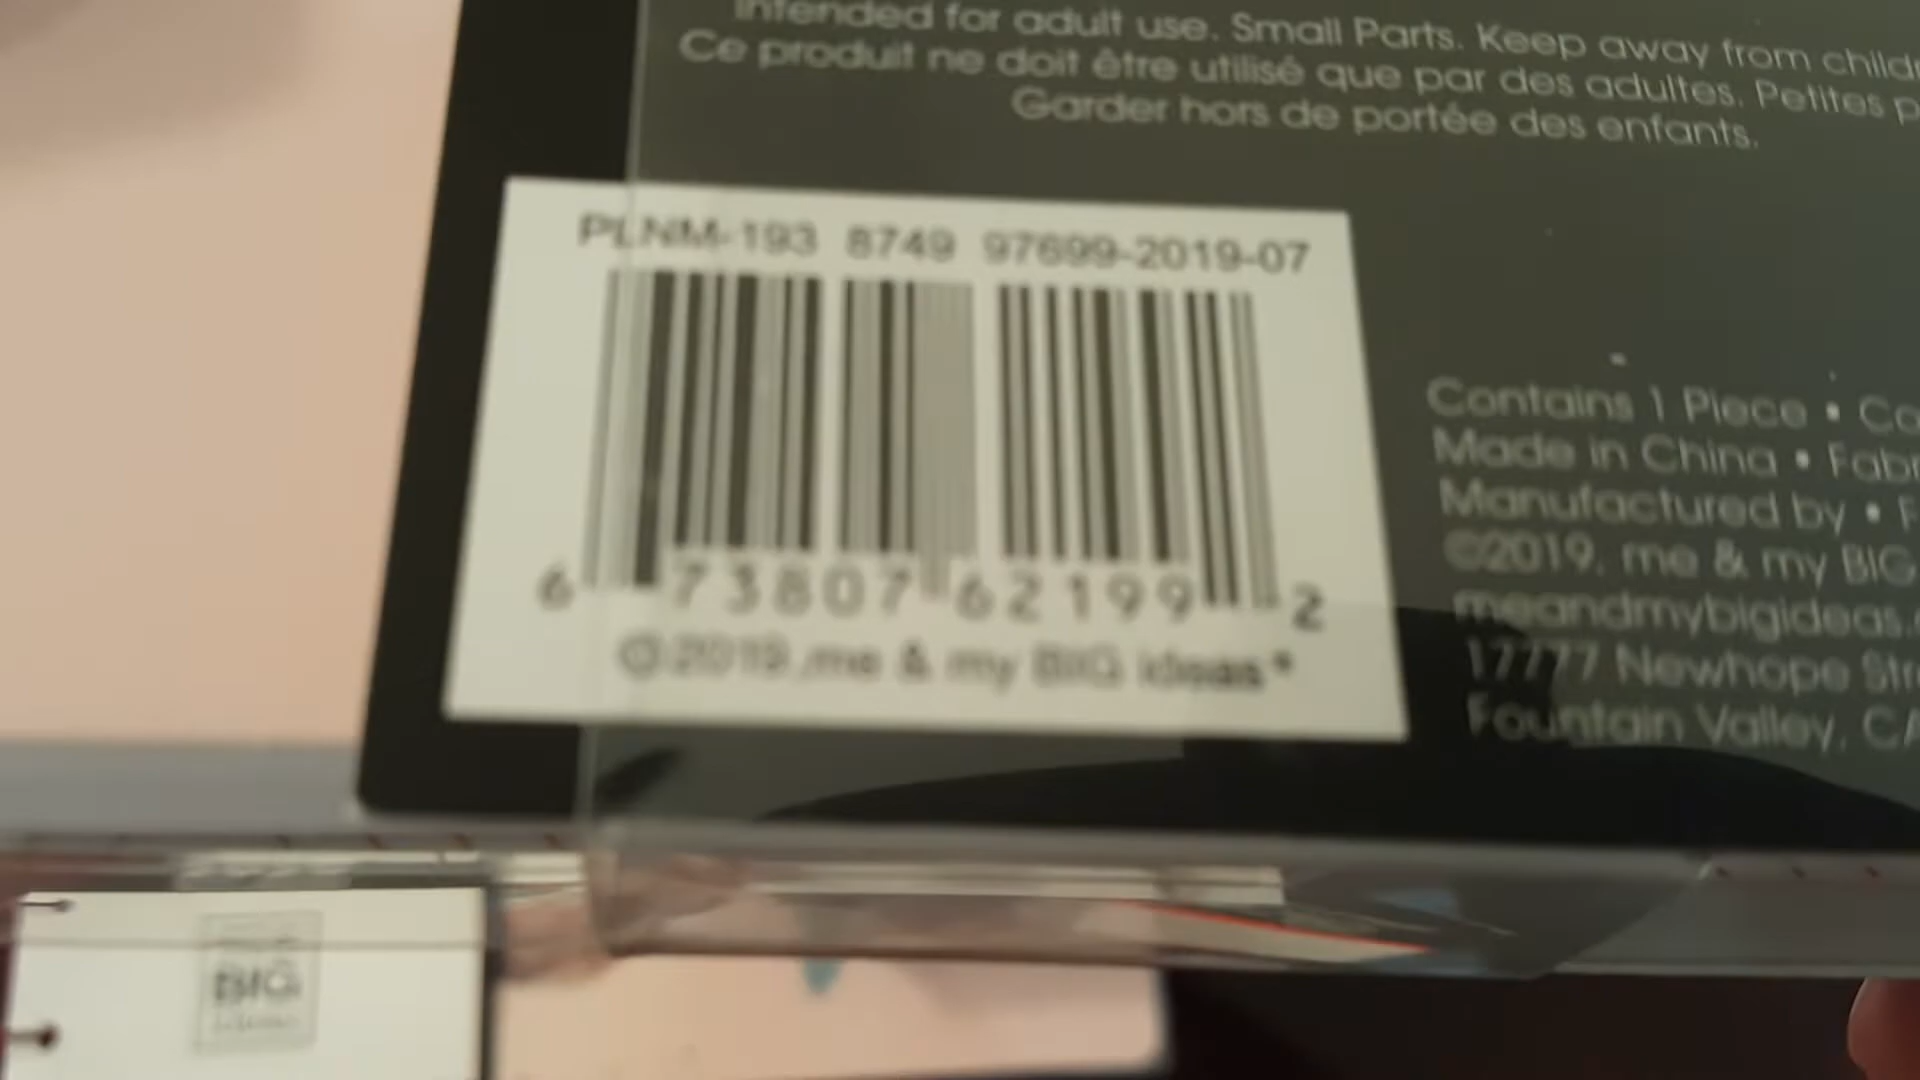 Intended for adult use. Small Parts. Keep away from
Ce produit ne doit être utilisé que par des adultes. Petites
Garder hors de portée des enfants.
PLNM-193 8749 97699-2019-07
6 73807 62199 2
©2019, me & my BIG ideas®
Contains 1 Piece •
Made in China •
Manufactured by •
©2019, me & my BIG
meandmybigideas.
17777 Newhope
Fountain Valley, CA
BIG